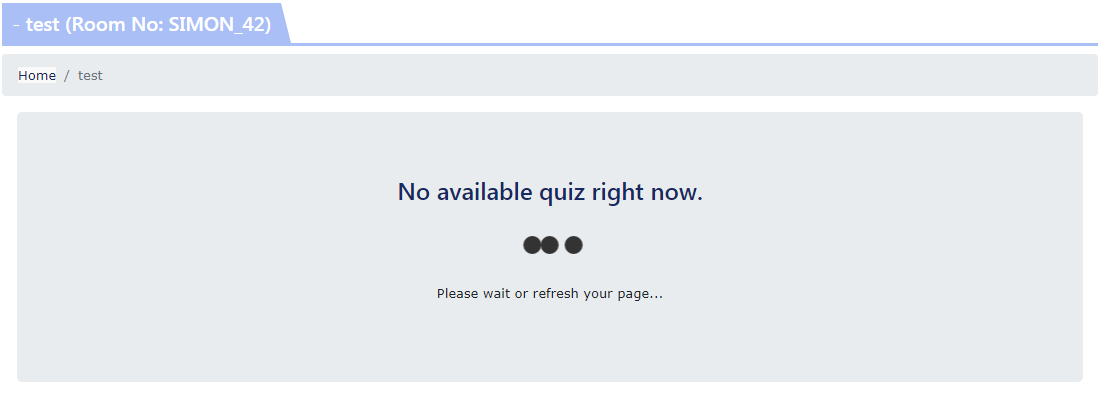 - test (Room No: SIMON_42)
Home / test
No available quiz right now.
Please wait or refresh your page...